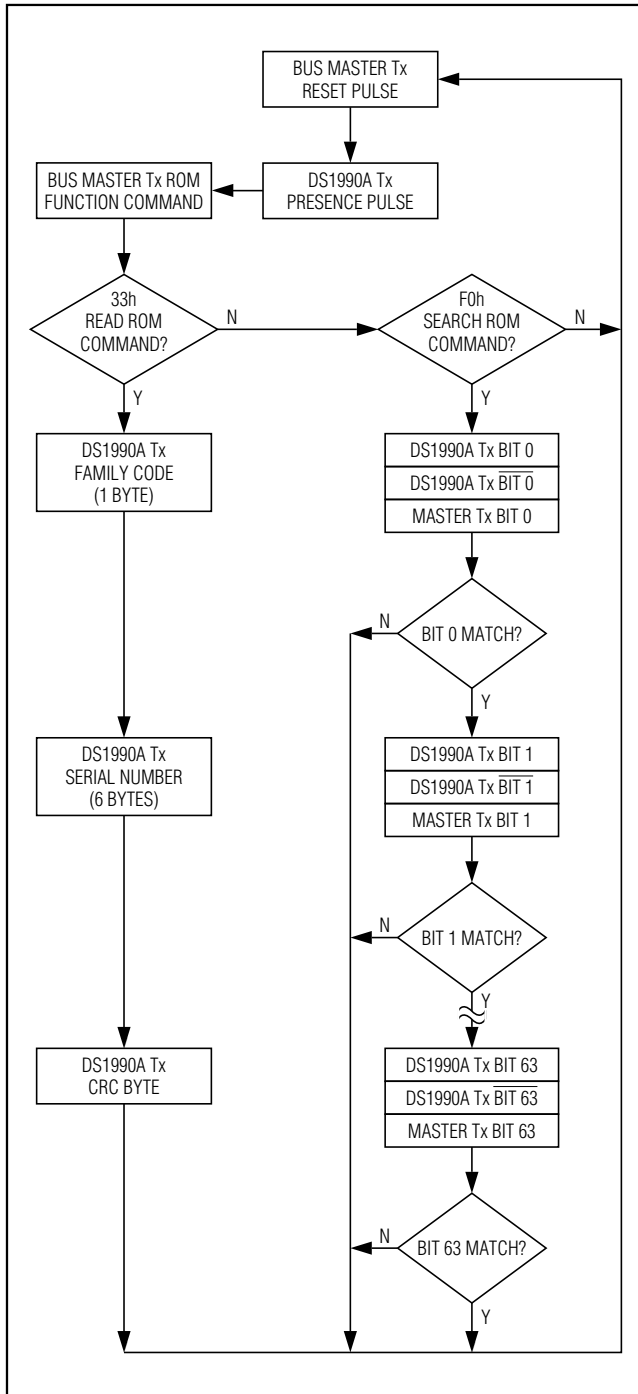 BUS MASTER Tx
RESET PULSE
BUS MASTER Tx ROM
FUNCTION COMMAND
DS1990A Tx
PRESENCE PULSE
33h
READ ROM
COMMAND?
N
Y
F0h
SEARCH ROM
COMMAND?
N
Y
DS1990A Tx
FAMILY CODE
(1 BYTE)
DS1990A Tx BIT 0
DS1990A Tx B̅I̅T̅ ̅0̅
MASTER Tx BIT 0
N
BIT 0 MATCH?
Y
DS1990A Tx
SERIAL NUMBER
(6 BYTES)
DS1990A Tx BIT 1
DS1990A Tx B̅I̅T̅ ̅1̅
MASTER Tx BIT 1
N
BIT 1 MATCH?
Y
DS1990A Tx
CRC BYTE
DS1990A Tx BIT 63
DS1990A Tx B̅I̅T̅ ̅6̅3̅
MASTER Tx BIT 63
N
BIT 63 MATCH?
Y